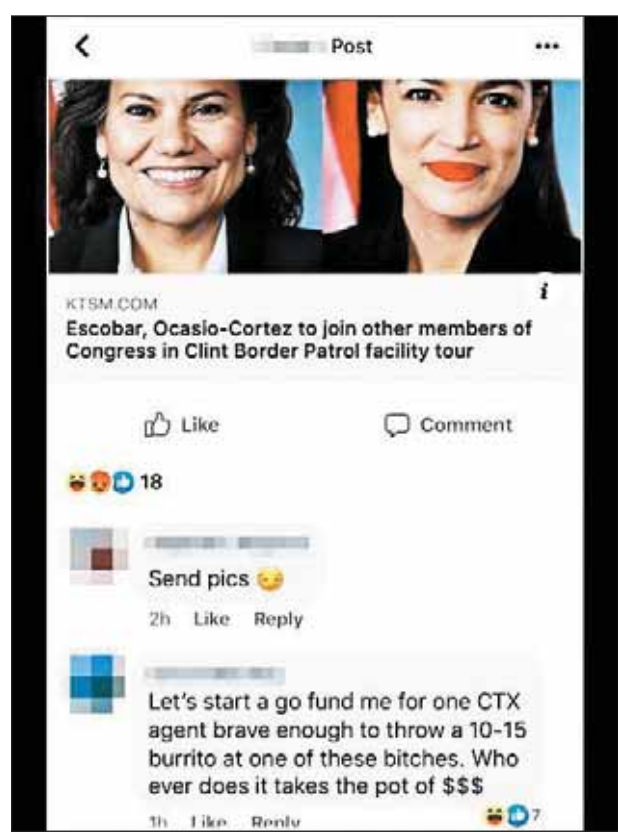 Post
KTSM.COM
Escobar, Ocasio-Cortez to join other members of
Congress in Clint Border Patrol facility tour
Like
Comment
18
Send pics 😏
2h Like Reply
Let's start a go fund me for one CTX
agent brave enough to throw a 10-15
burrito at one of these bitches. Who
ever does it takes the pot of $$$
1h Like Reply
7